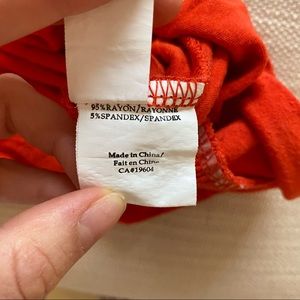 95%RAYON/RAYONNE
5%SPANDEX/SPANDEX
Made in China/
Fait en Chine
CA#19604